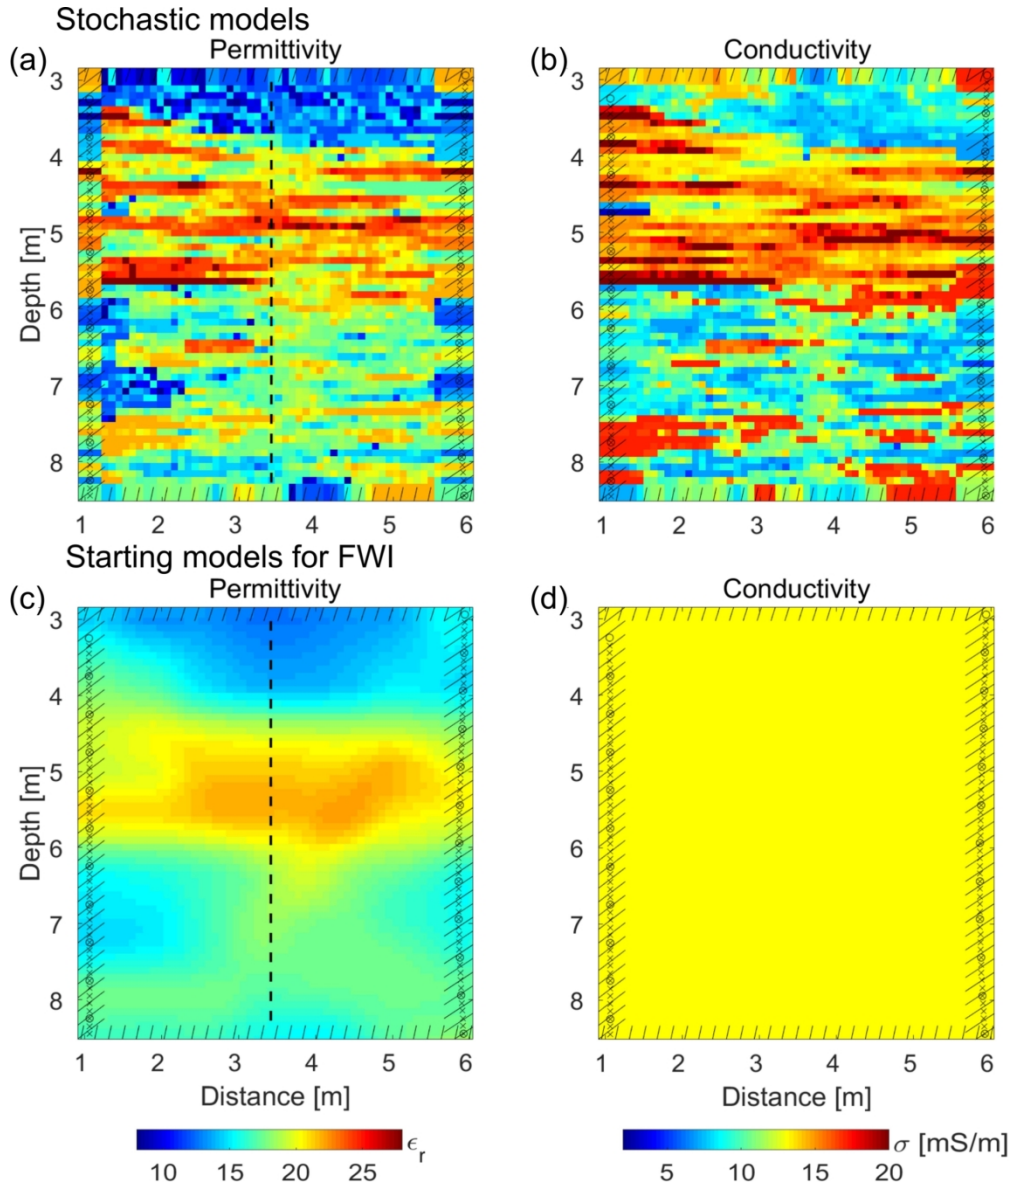 Stochastic models
(a) Permittivity
(b) Conductivity
Depth [m]
3
4
5
6
7
8
1 2 3 4 5 6
1 2 3 4 5 6
Starting models for FWI
(c) Permittivity
(d) Conductivity
Depth [m]
3
4
5
6
7
8
3
4
5
6
7
8
3
4
5
6
7
8
1 2 3 4 5 6
1 2 3 4 5 6
Distance [m]
Distance [m]
10 15 20 25 ϵr
5 10 15 20 σ [mS/m]